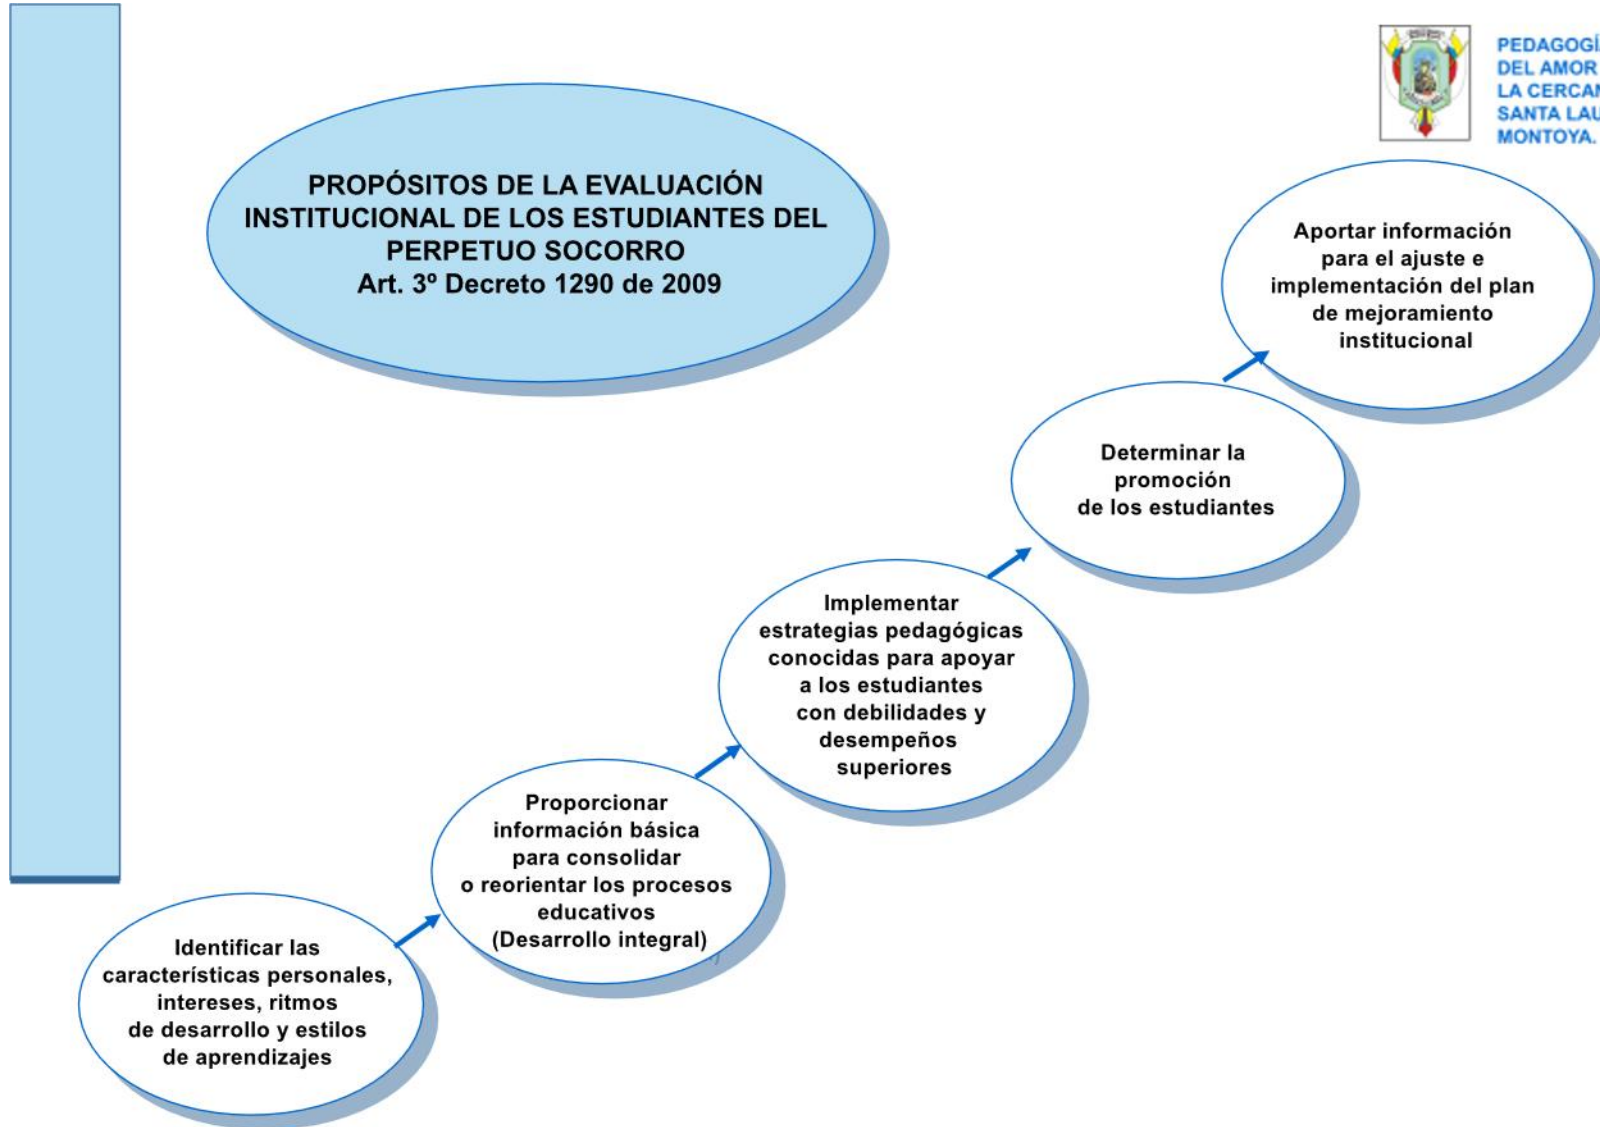 PEDAGOGÍ
DEL AMOR
LA CERCAN
SANTA LAU
MONTOYA.
PROPÓSITOS DE LA EVALUACIÓN
INSTITUCIONAL DE LOS ESTUDIANTES DEL
PERPETUO SOCORRO
Art. 3º Decreto 1290 de 2009
Aportar información
para el ajuste e
implementación del plan
de mejoramiento
institucional
Determinar la
promoción
de los estudiantes
Implementar
estrategias pedagógicas
conocidas para apoyar
a los estudiantes
con debilidades y
desempeños
superiores
Proporcionar
información básica
para consolidar
o reorientar los procesos
educativos
(Desarrollo integral)
Identificar las
características personales,
intereses, ritmos
de desarrollo y estilos
de aprendizajes